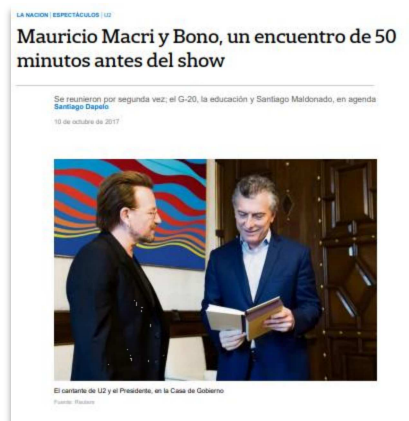 LA NACION | ESPECTÁCULOS | U2
Mauricio Macri y Bono, un encuentro de 50
minutos antes del show
Se reunieron por segunda vez; el G-20, la educación y Santiago Maldonado, en agenda
Santiago Dapelo
10 de octubre de 2017
El cantante de U2 y el Presidente, en la Casa de Gobierno
Fuente: Reuters